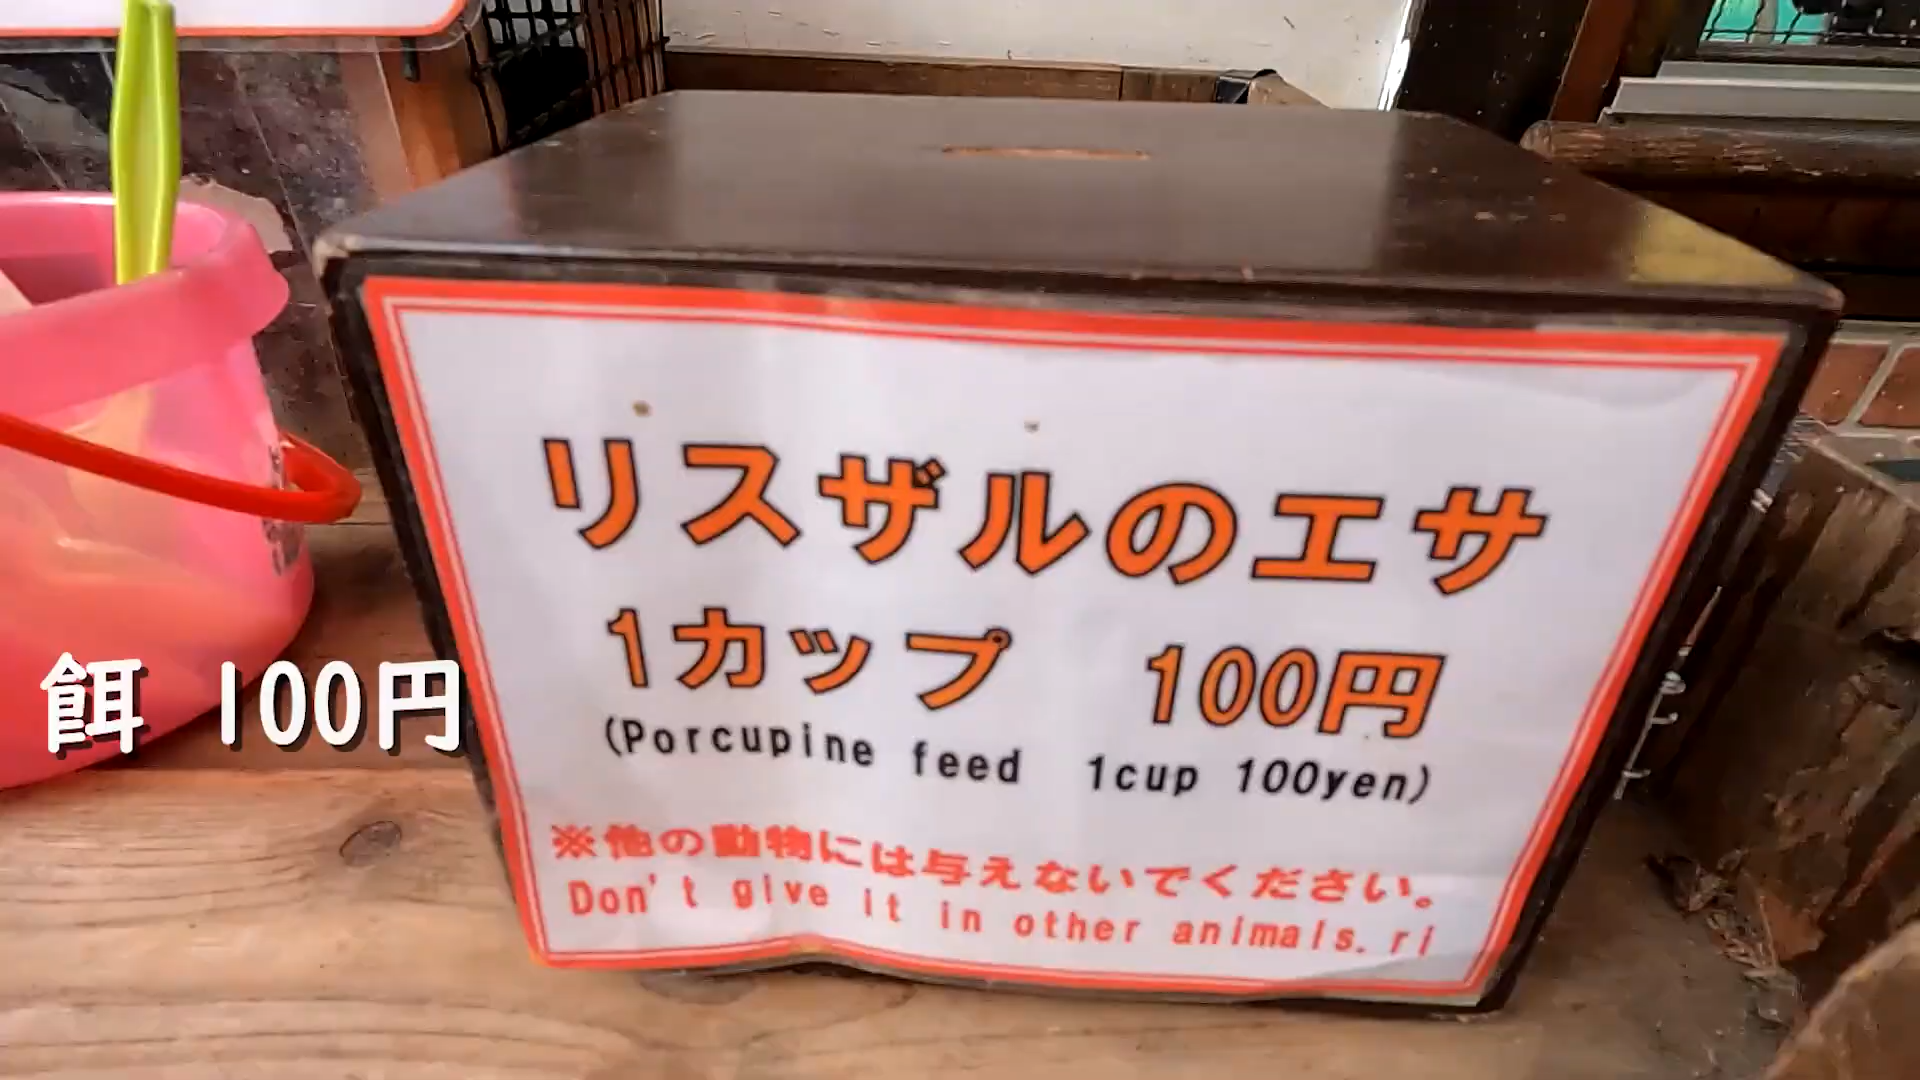 リスザルのエサ
1カップ 100円
(Porcupine feed 1cup 100yen)
※他の動物には与えないでください。
Don't give it in other animals. ri
餌 100円